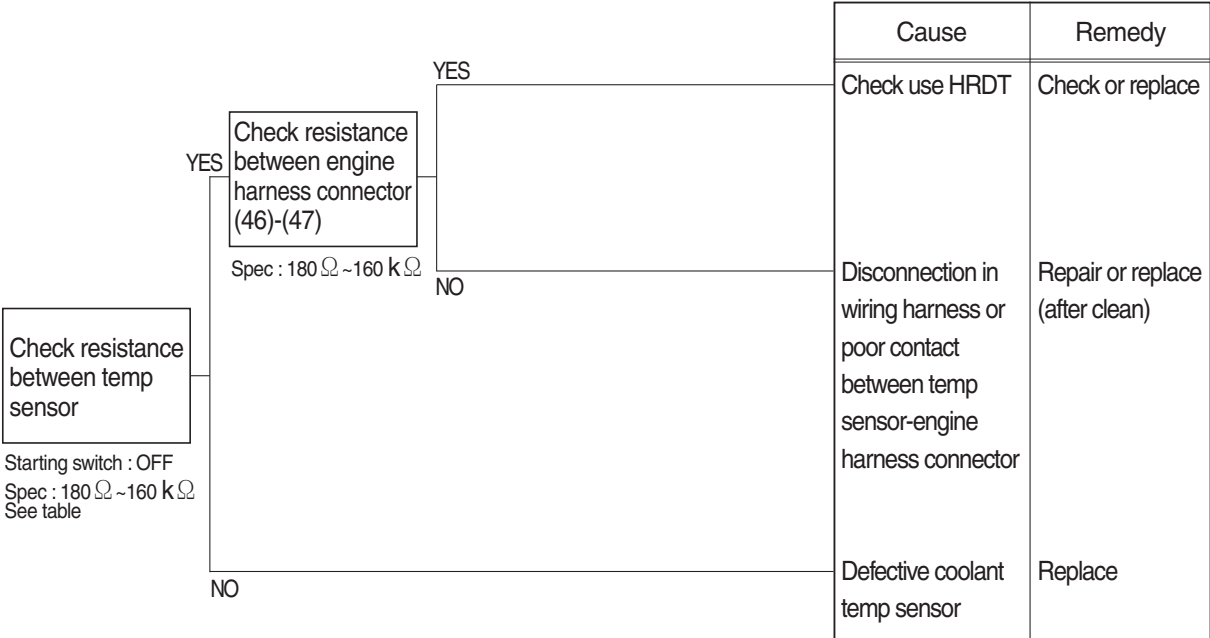 Check resistance
between temp
sensor
Starting switch : OFF
Spec : 180 Ω ~160 kΩ
See table
YES
Check resistance
between engine
harness connector
(46)-(47)
Spec : 180 Ω ~160 kΩ
YES
NO
NO
Cause
Remedy
Check use HRDT
Check or replace
Disconnection in
wiring harness or
poor contact
between temp
sensor-engine
harness connector
Repair or replace
(after clean)
Defective coolant
temp sensor
Replace